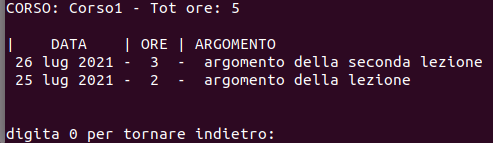 CORSO: Corso1 - Tot ore: 5
|    DATA    | ORE | ARGOMENTO
26 lug 2021 -  3  -  argomento della seconda lezione
25 lug 2021 -  2  -  argomento della lezione
digita 0 per tornare indietro: